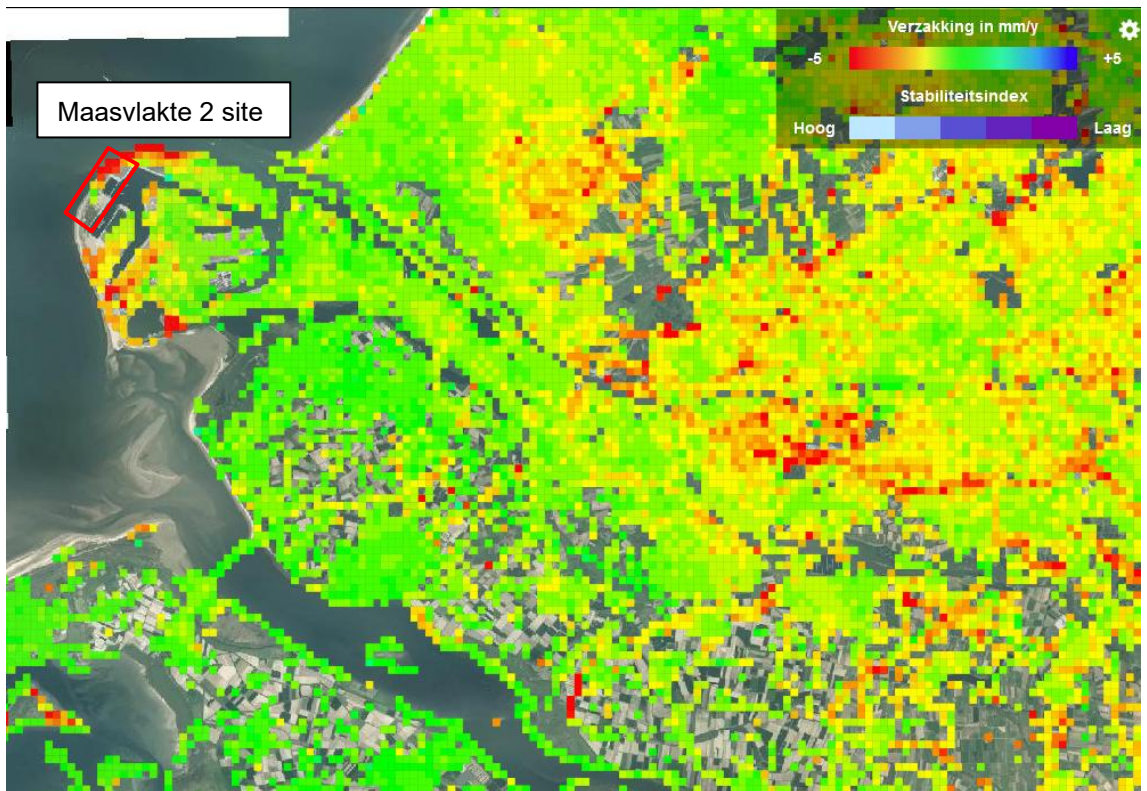 Verzakking in mm/y
-5 +5
Stabiliteitsindex
Hoog Laag
Maasvlakte 2 site